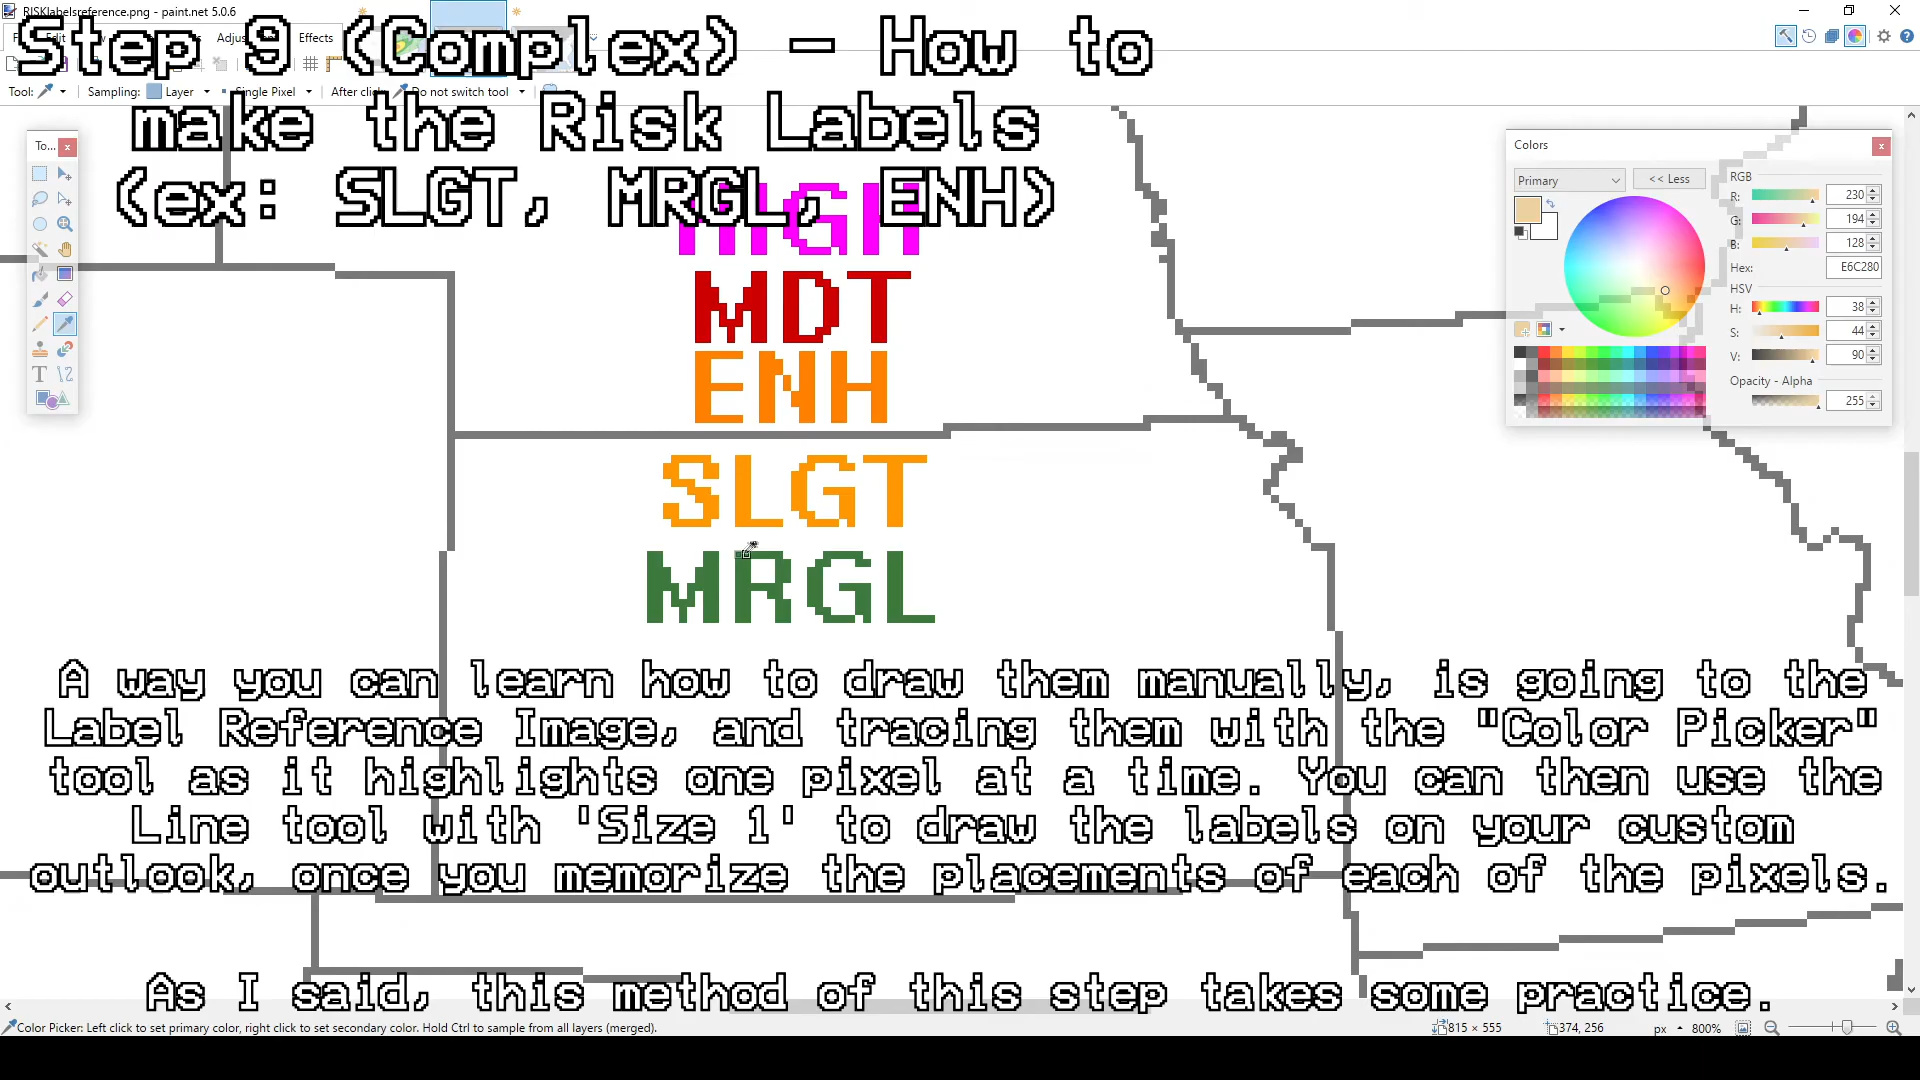 RISKlabelsreference.png - paint.net 5.0.6
Step 9 (Complex) - How to
make the Risk Labels
(ex: SLGT, MRGL, ENH)
Edit
Adjus
Effects
Tool:
Sampling:
Layer
Single Pixel
After click:
Do not switch tool
To...
HIGH
MDT
ENH
SLGT
MRGL
Colors
Primary
<< Less
RGB
R:
230
G:
194
B:
128
Hex:
E6C280
HSV
H:
38
S:
44
V:
90
Opacity - Alpha
255
A way you can learn how to draw them manually, is going to the
Label Reference Image, and tracing them with the "Color Picker"
tool as it highlights one pixel at a time. You can then use the
Line tool with 'Size 1' to draw the labels on your custom
outlook, once you memorize the placements of each of the pixels.
As I said, this method of this step takes some practice.
Color Picker: Left click to set primary color, right click to set secondary color. Hold Ctrl to sample from all layers (merged).
815 × 555
374, 256
px
800%